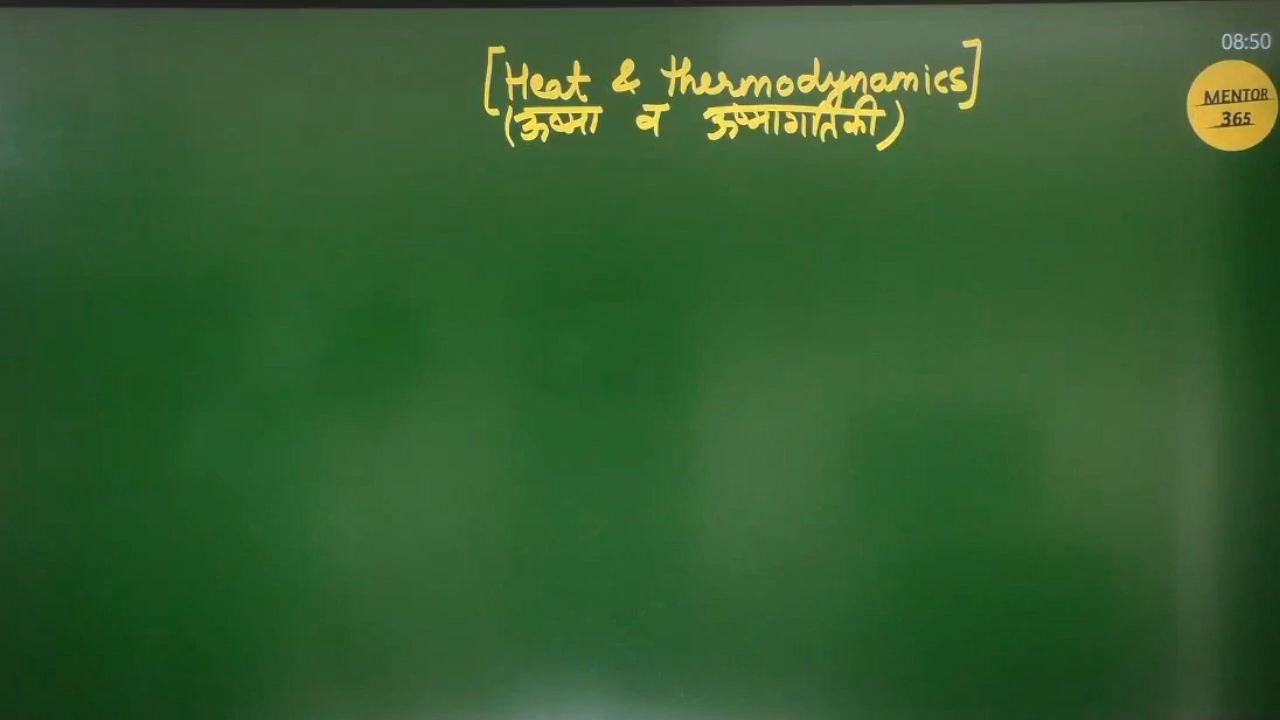 08:50
[Heat & thermodynamics]
(ऊष्मा व ऊष्मागतिकी)
MENTOR
365